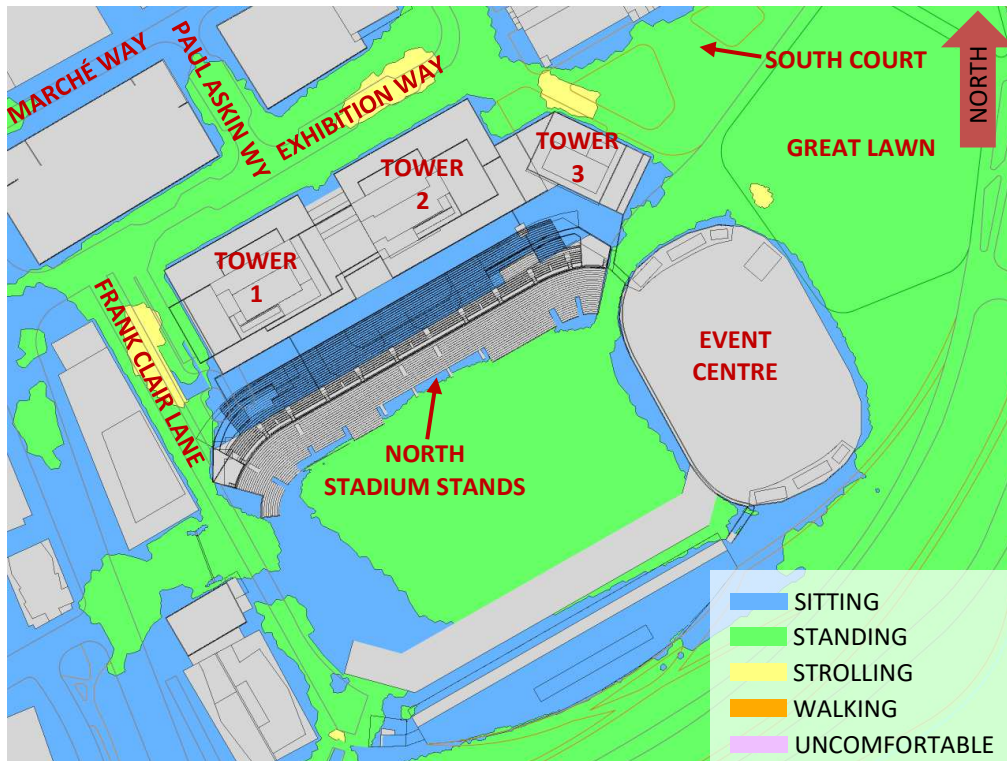 MARCHÉ WAY
PAUL ASKIN WY
EXHIBITION WAY
SOUTH COURT
NORTH
GREAT LAWN
TOWER
3
TOWER
2
TOWER
1
FRANK CLAIR LANE
EVENT
CENTRE
NORTH
STADIUM STANDS
SITTING
STANDING
STROLLING
WALKING
UNCOMFORTABLE